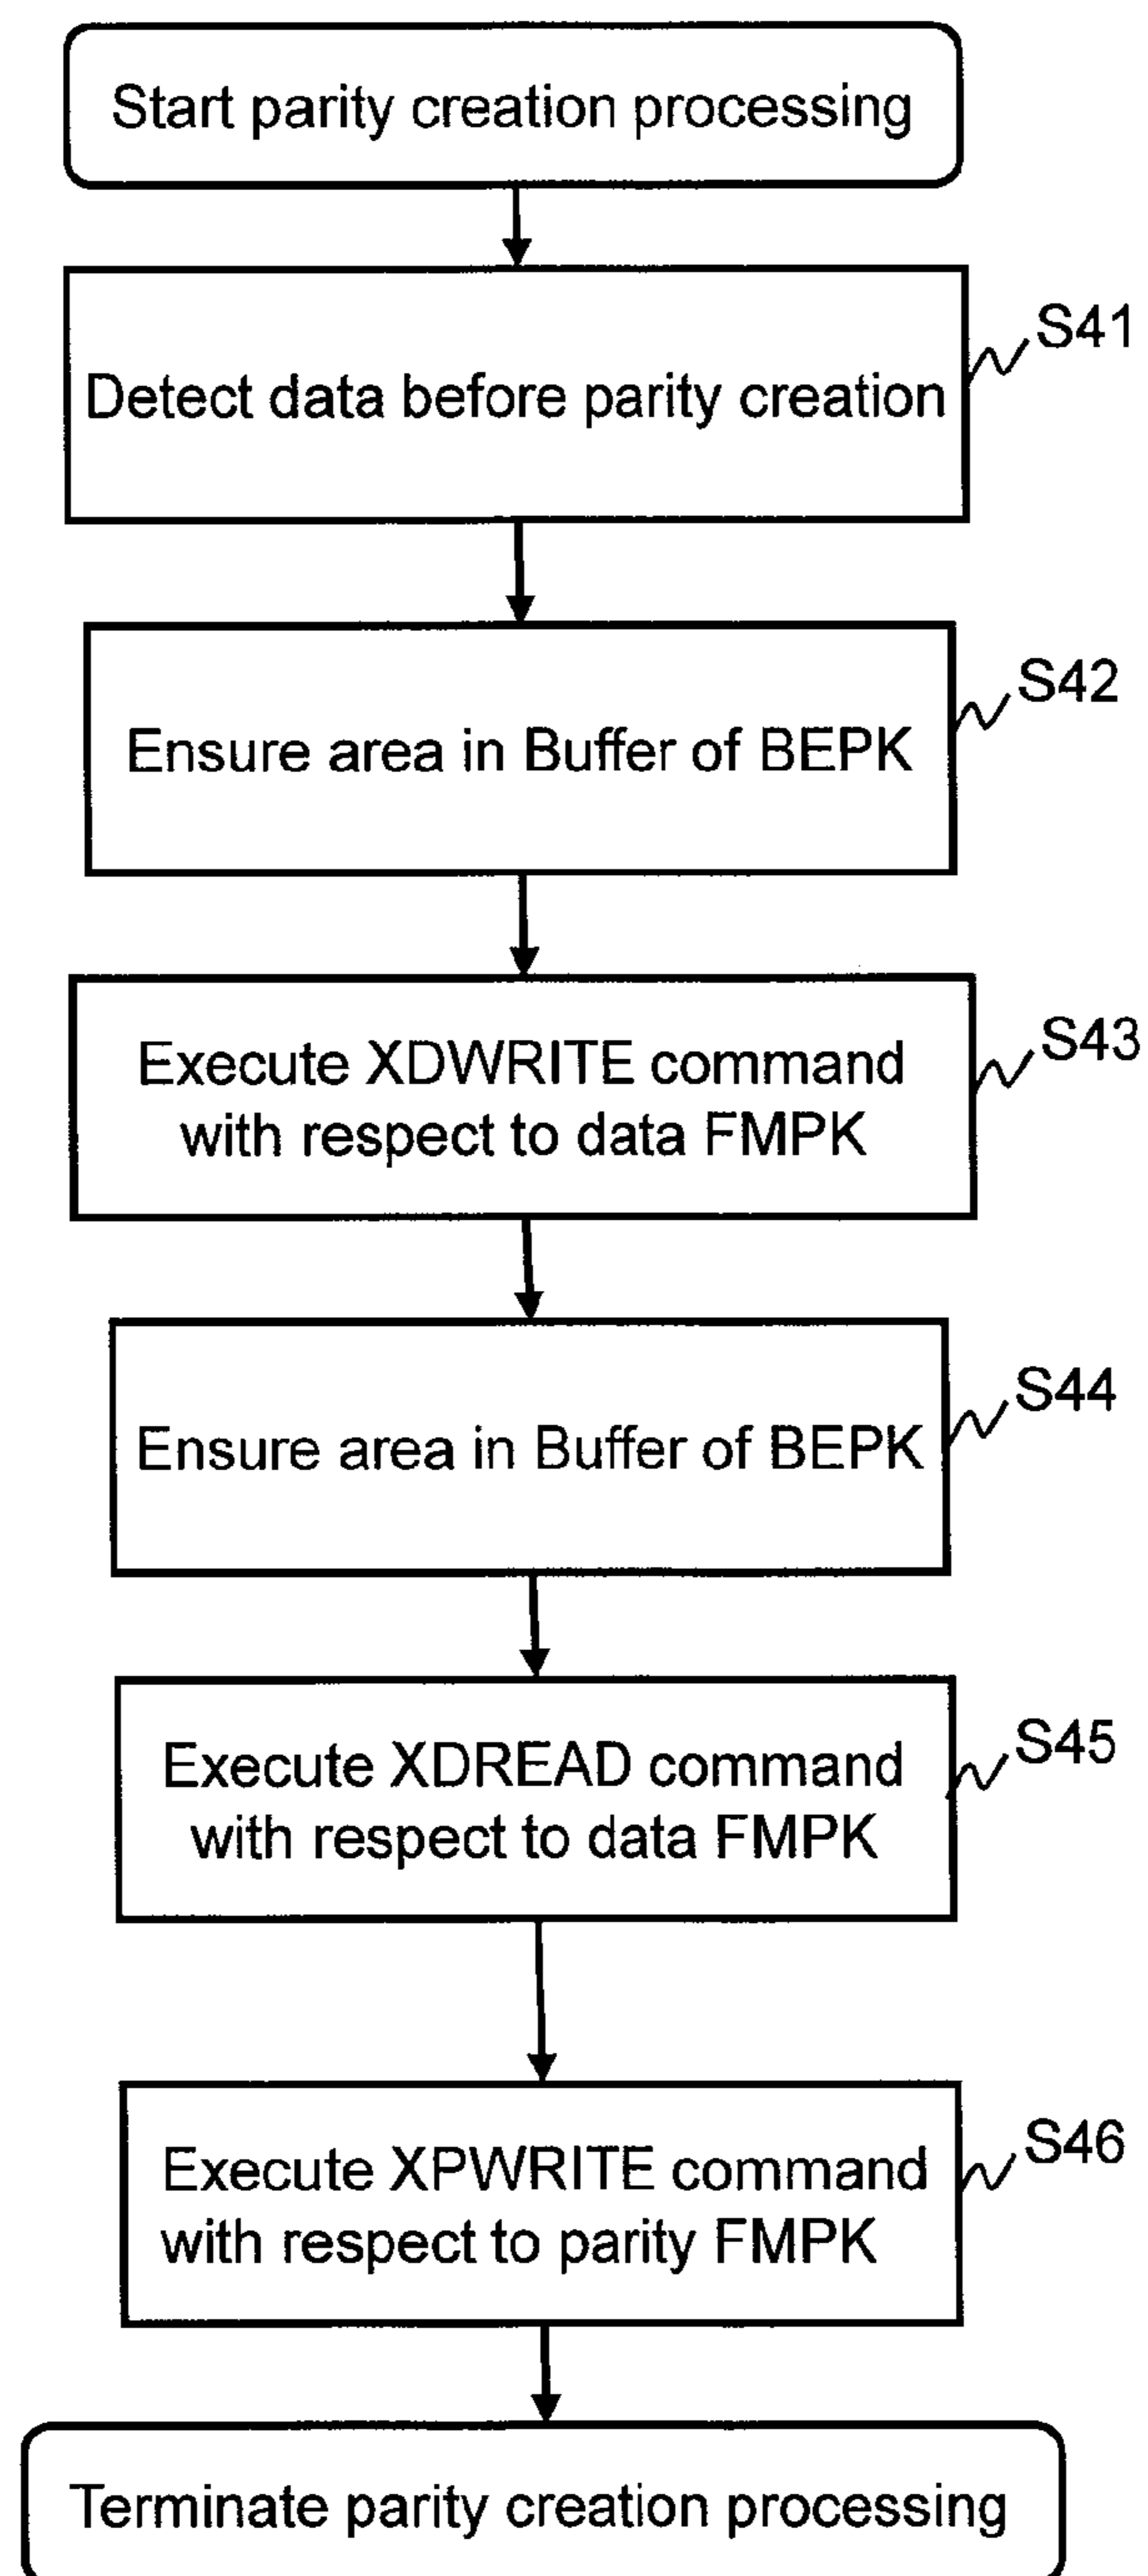 Start parity creation processing
Detect data before parity creation
S41
Ensure area in Buffer of BEPK
S42
Execute XDWRITE command
with respect to data FMPK
S43
Ensure area in Buffer of BEPK
S44
Execute XDREAD command
with respect to data FMPK
S45
Execute XPWRITE command
with respect to parity FMPK
S46
Terminate parity creation processing